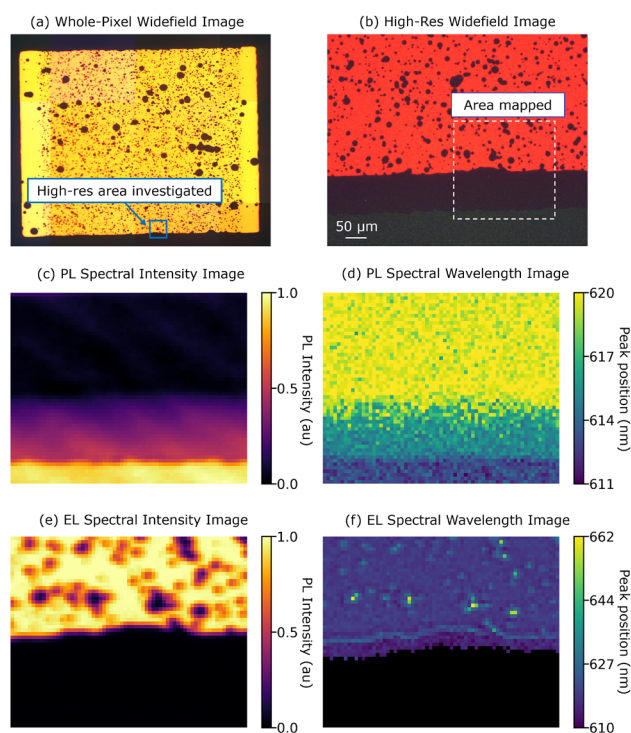 (a) Whole-Pixel Widefield Image
(b) High-Res Widefield Image
High-res area investigated
Area mapped
50 μm
(c) PL Spectral Intensity Image
1.0
0.5
0.0
PL Intensity (au)
(d) PL Spectral Wavelength Image
620
617
614
611
Peak position (nm)
(e) EL Spectral Intensity Image
1.0
0.5
0.0
PL Intensity (au)
(f) EL Spectral Wavelength Image
662
644
627
610
Peak position (nm)